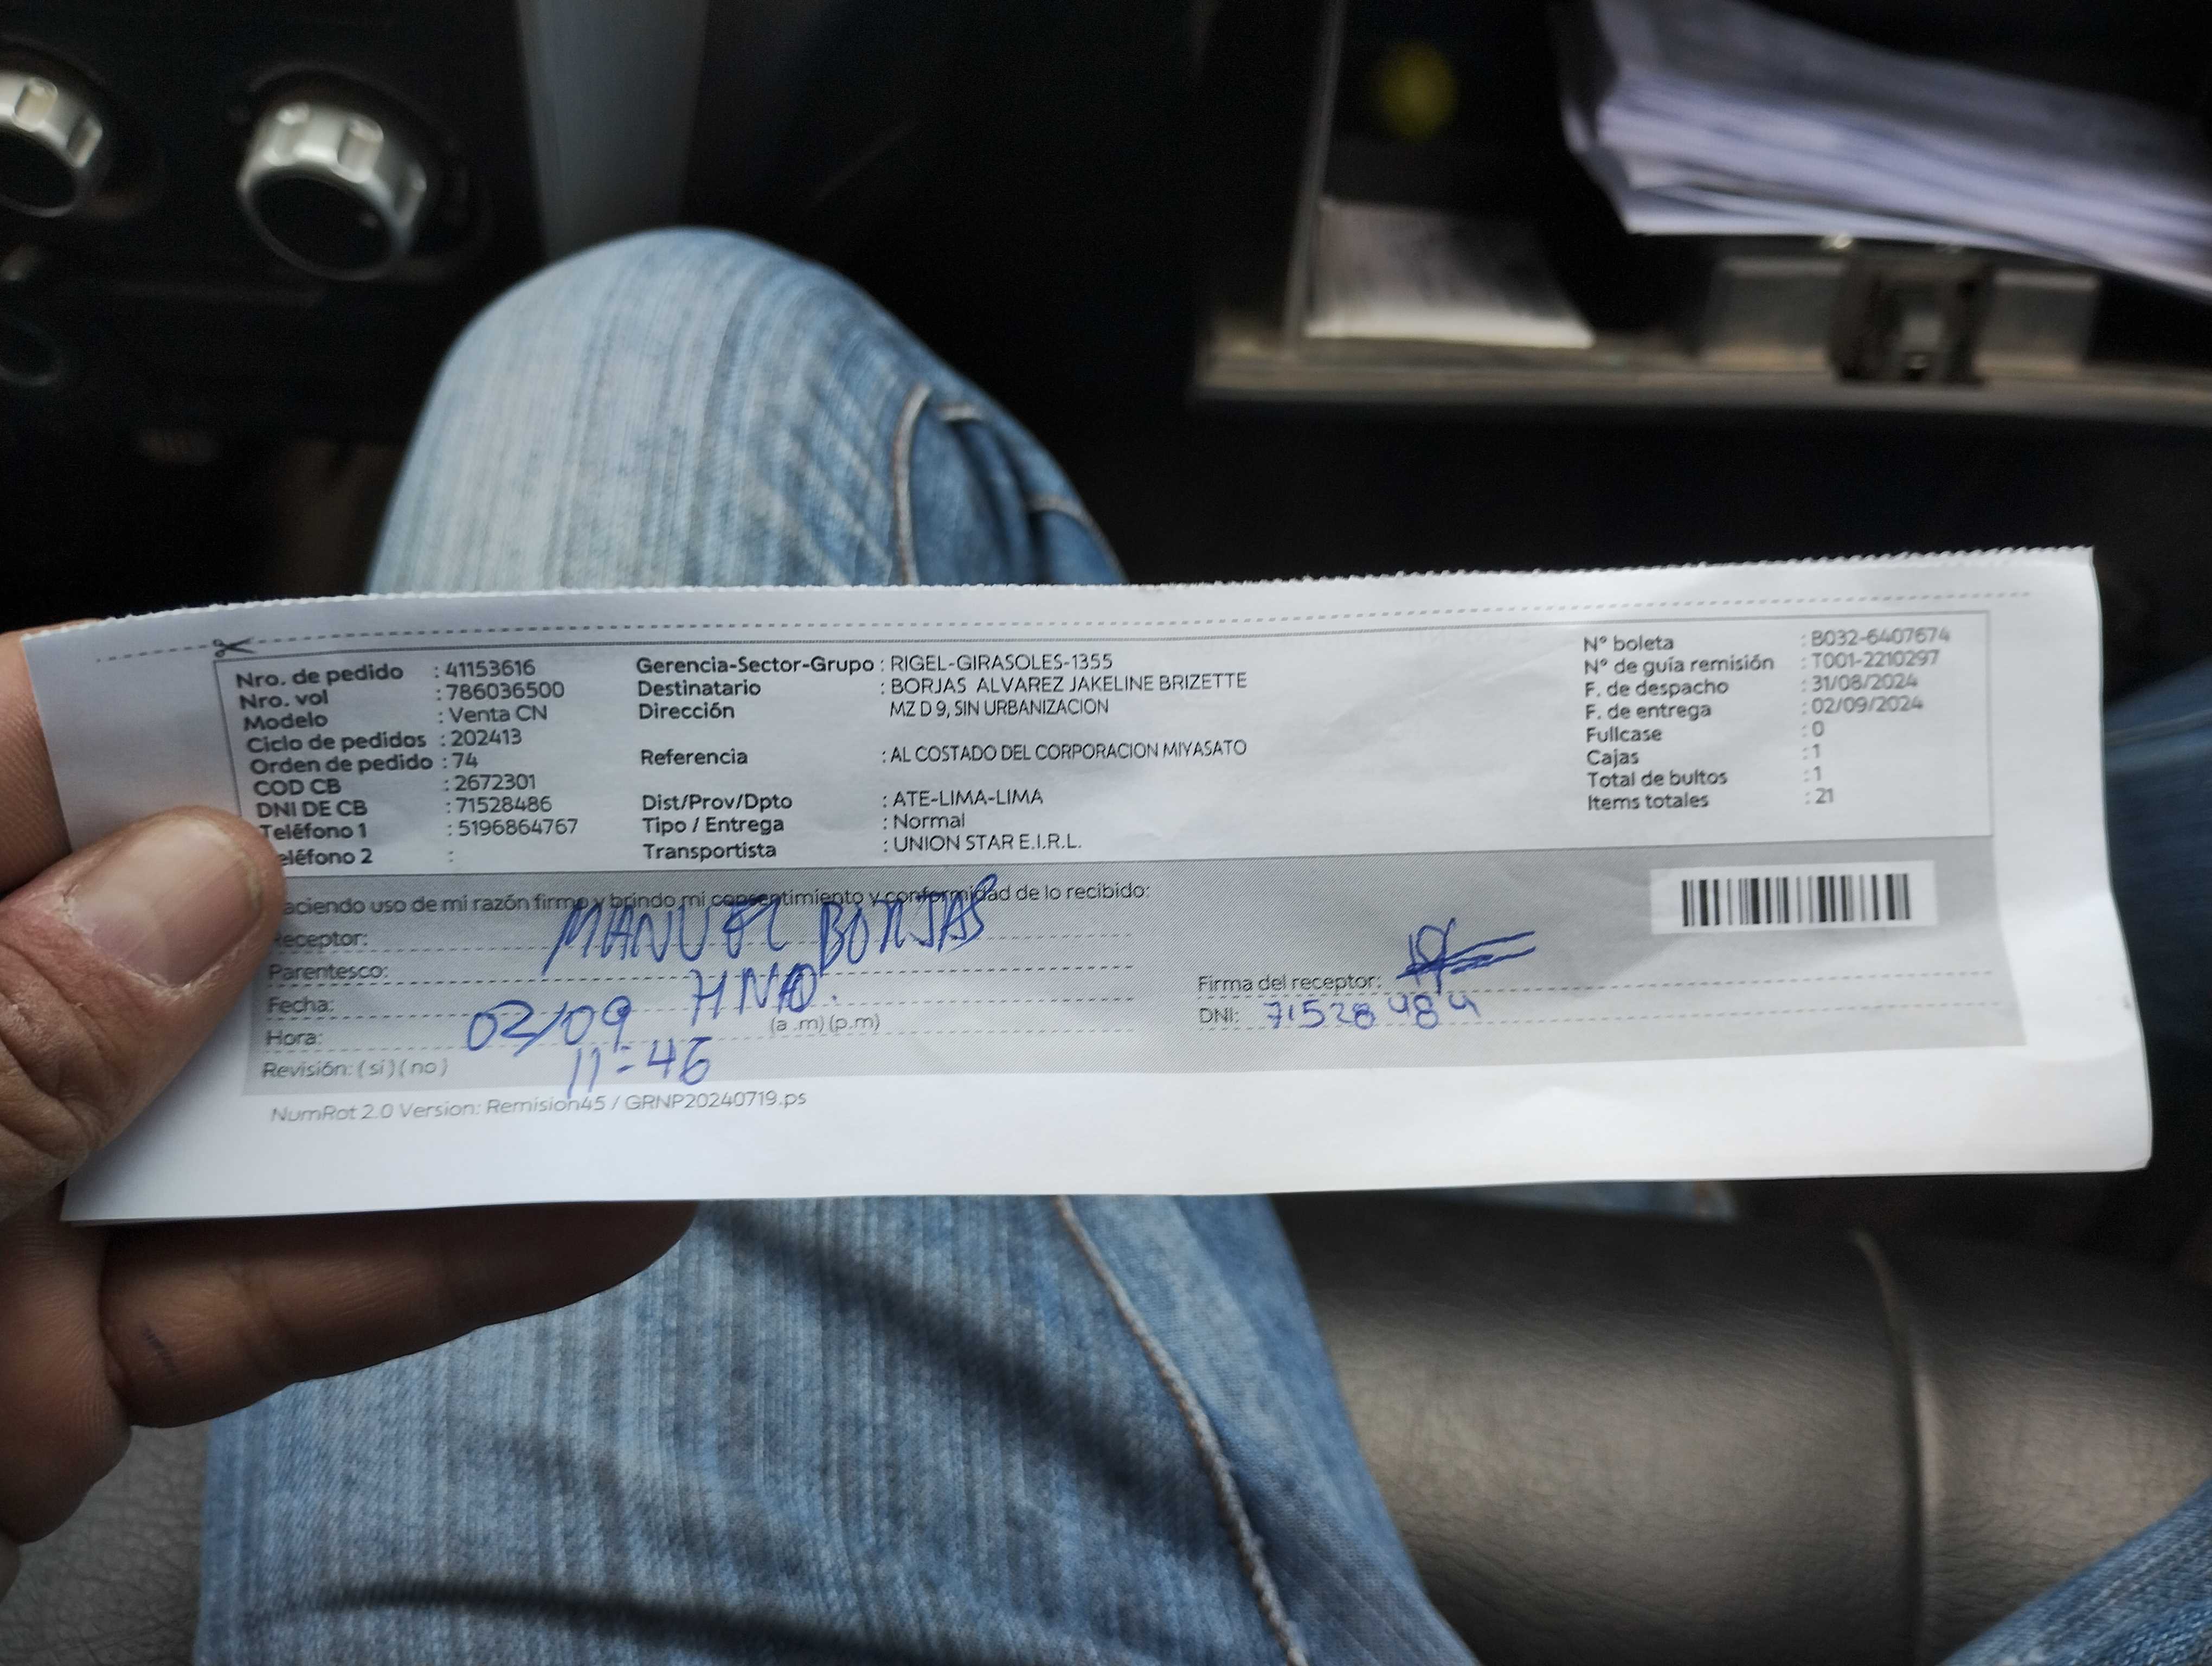 Nro. de pedido : 41153616
Nro. vol : 786036500
Modelo : Venta CN
Ciclo de pedidos : 202413
Orden de pedido : 74
COD CB : 2672301
DNI DE CB : 71528486
Teléfono 1 : 5196864767
eléfono 2 :
Gerencia-Sector-Grupo : RIGEL-GIRASOLES-1355
Destinatario : BORJAS ALVAREZ JAKELINE BRIZETTE
Dirección MZ D 9, SIN URBANIZACION
Referencia : AL COSTADO DEL CORPORACION MIYASATO
Dist/Prov/Dpto : ATE-LIMA-LIMA
Tipo / Entrega : Normal
Transportista : UNION STAR E.I.R.L.
N° boleta : B032-6407674
N° de guía remisión : T001-2210297
F. de despacho : 31/08/2024
F. de entrega : 02/09/2024
Fullcase : 0
Cajas : 1
Total de bultos : 1
Items totales : 21
aciendo uso de mi razón firmo y brindo mi consentimiento y conformidad de lo recibido:
Receptor: MANUEL BORJAS
Parentesco: HNO.
Fecha: 02/09
Hora: 11:46 (a .m) (p.m)
Revisión: ( si ) ( no )
Firma del receptor:
DNI: 71528484
NumRot 2.0 Version: Remision45 / GRNP20240719.ps